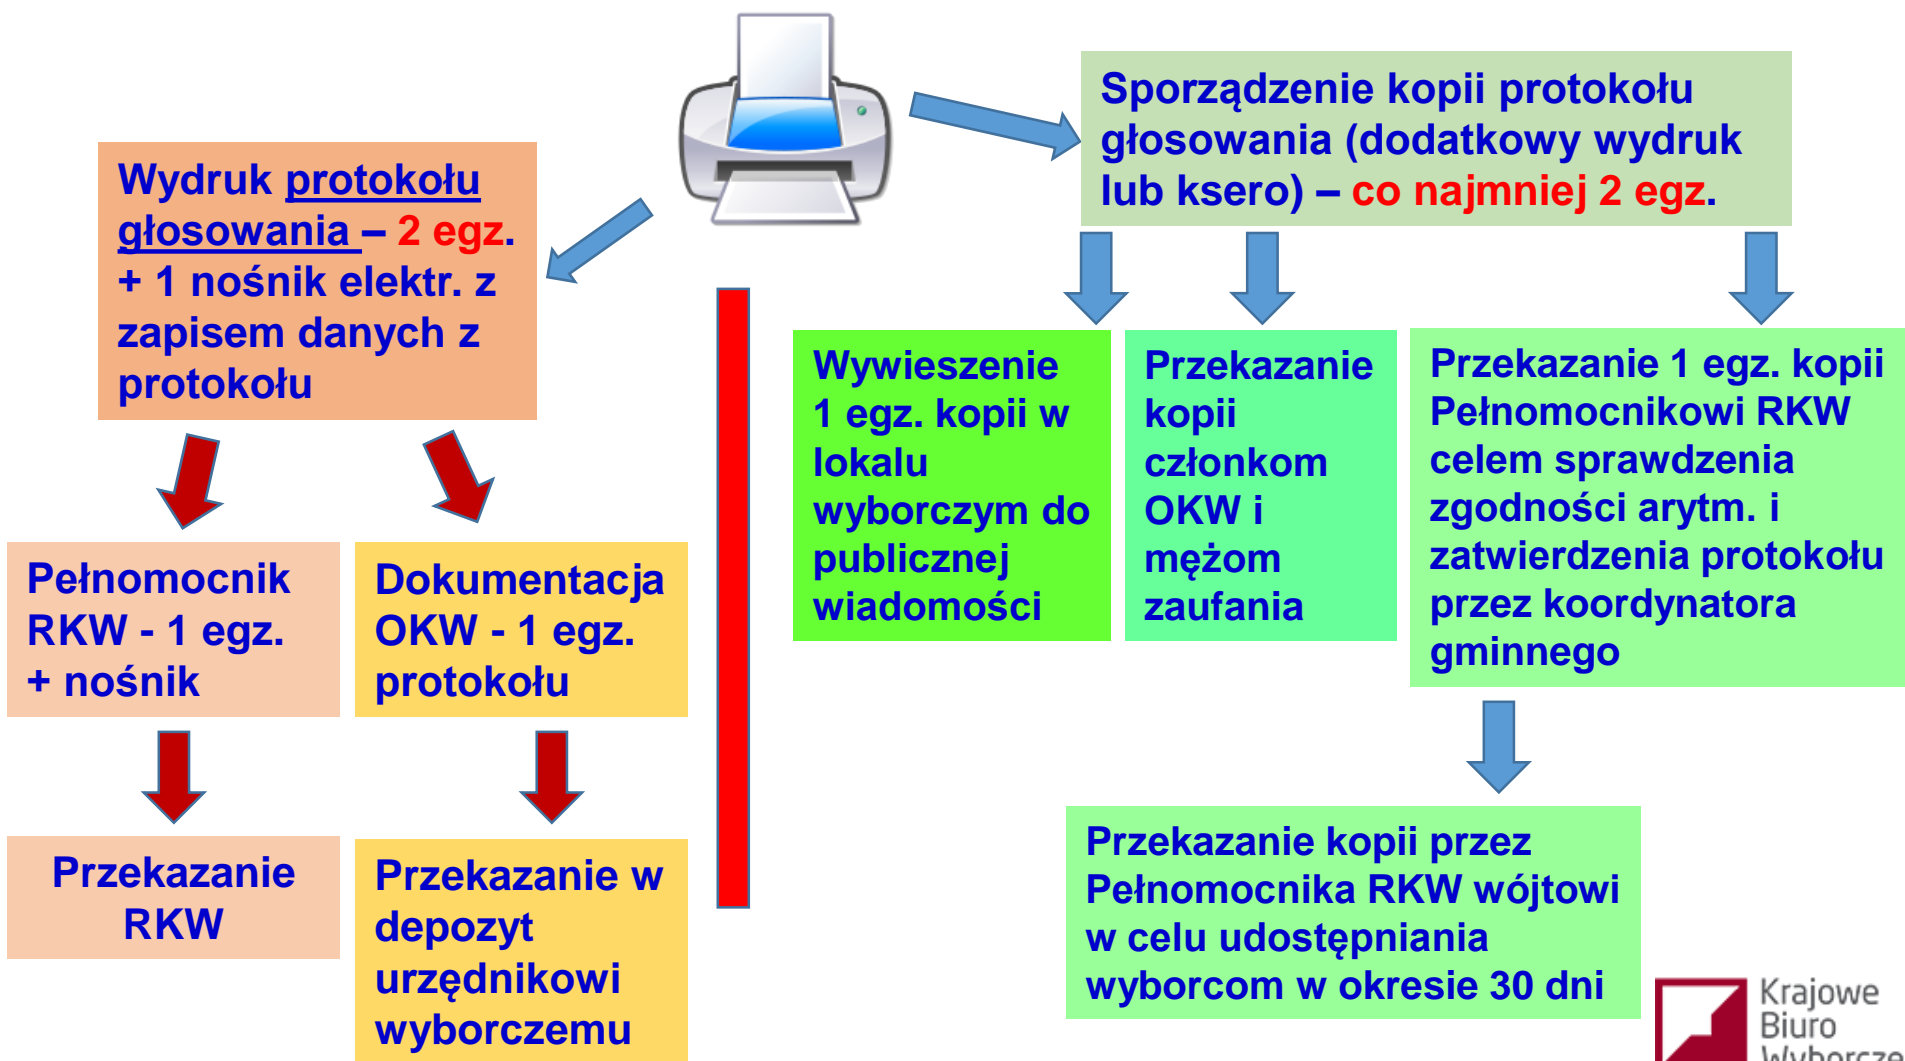 Wydruk protokołu
głosowania – 2 egz.
+ 1 nośnik elektr. z
zapisem danych z
protokołu
Sporządzenie kopii protokołu
głosowania (dodatkowy wydruk
lub ksero) – co najmniej 2 egz.
Pełnomocnik
RKW - 1 egz.
+ nośnik
Dokumentacja
OKW - 1 egz.
protokołu
Przekazanie
RKW
Przekazanie w
depozyt
urzędnikowi
wyborczemu
Wywieszenie
1 egz. kopii w
lokalu
wyborczym do
publicznej
wiadomości
Przekazanie
kopii
członkom
OKW i
mężom
zaufania
Przekazanie 1 egz. kopii
Pełnomocnikowi RKW
celem sprawdzenia
zgodności arytm. i
zatwierdzenia protokołu
przez koordynatora
gminnego
Przekazanie kopii przez
Pełnomocnika RKW wójtowi
w celu udostępniania
wyborcom w okresie 30 dni
Krajowe
Biuro
Wyborcze